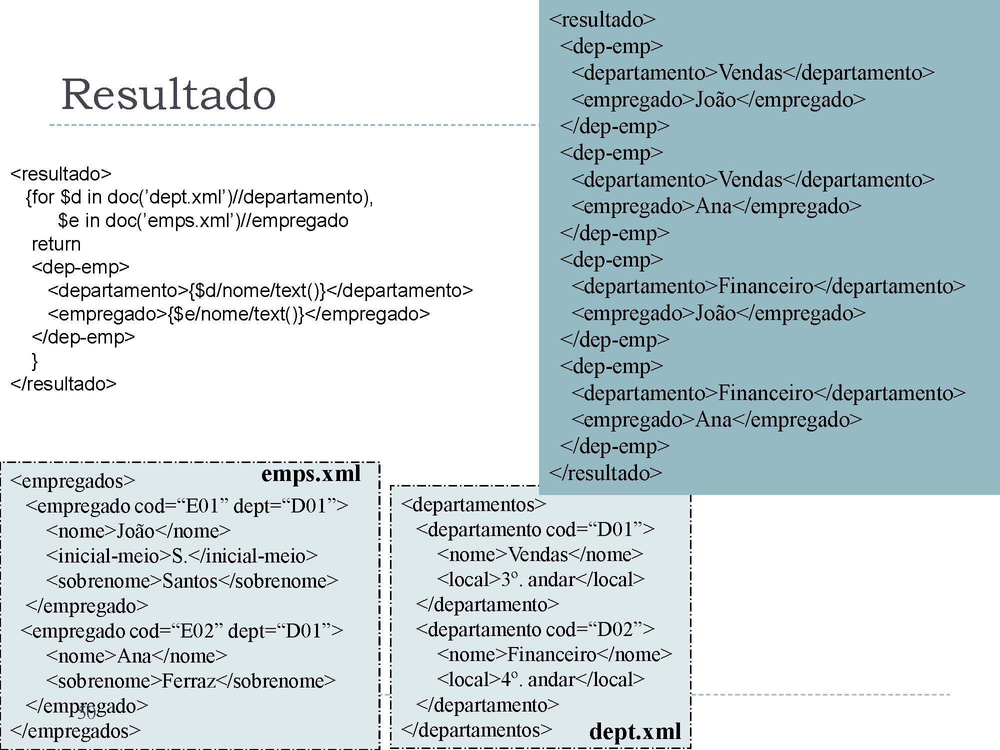 Resultado
<resultado>
{for $d in doc(’dept.xml’)//departamento),
$e in doc(’emps.xml’)//empregado
return
<dep-emp>
<departamento>{$d/nome/text()}</departamento>
<empregado>{$e/nome/text()}</empregado>
</dep-emp>
}
</resultado>
<resultado>
<dep-emp>
<departamento>Vendas</departamento>
<empregado>João</empregado>
</dep-emp>
<dep-emp>
<departamento>Vendas</departamento>
<empregado>Ana</empregado>
</dep-emp>
<dep-emp>
<departamento>Financeiro</departamento>
<empregado>João</empregado>
</dep-emp>
<dep-emp>
<departamento>Financeiro</departamento>
<empregado>Ana</empregado>
</dep-emp>
</resultado>
emps.xml
<empregados>
<empregado cod=“E01” dept=“D01”>
<nome>João</nome>
<inicial-meio>S.</inicial-meio>
<sobrenome>Santos</sobrenome>
</empregado>
<empregado cod=“E02” dept=“D01”>
<nome>Ana</nome>
<sobrenome>Ferraz</sobrenome>
</empregado>
50
</empregados>
<departamentos>
<departamento cod=“D01”>
<nome>Vendas</nome>
<local>3º. andar</local>
</departamento>
<departamento cod=“D02”>
<nome>Financeiro</nome>
<local>4º. andar</local>
</departamento>
</departamentos>
dept.xml